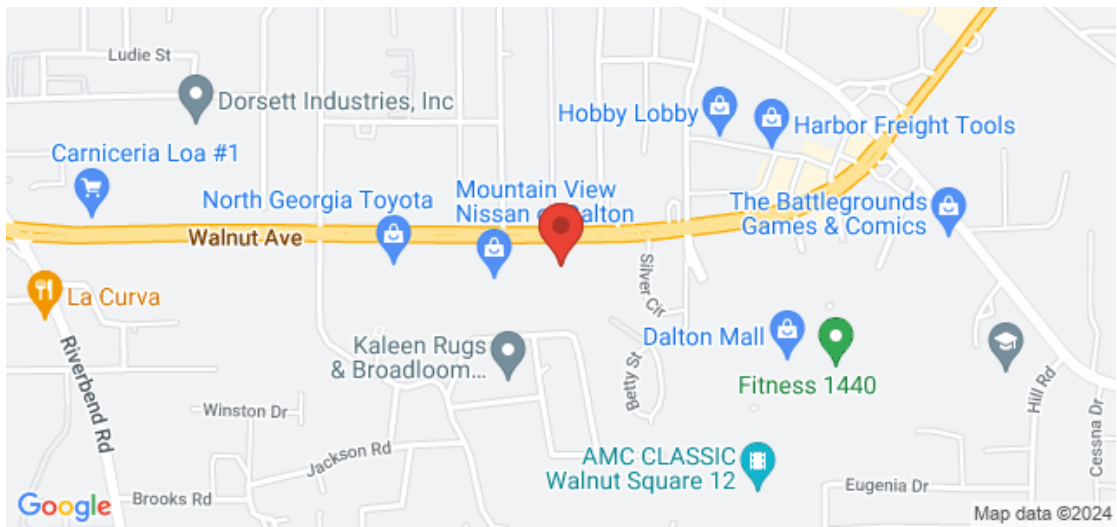 Ludie St
Dorsett Industries, Inc
Hobby Lobby
Harbor Freight Tools
Carniceria Loa #1
North Georgia Toyota
Mountain View
Nissan of Dalton
The Battlegrounds
Games & Comics
Walnut Ave
Silver Cir
La Curva
Riverbend Rd
Kaleen Rugs
& Broadloom...
Betty St
Dalton Mall
Fitness 1440
Hill Rd
Cessna Dr
Winston Dr
Jackson Rd
AMC CLASSIC
Walnut Square 12
Eugenia Dr
Brooks Rd
Google
Map data ©2024